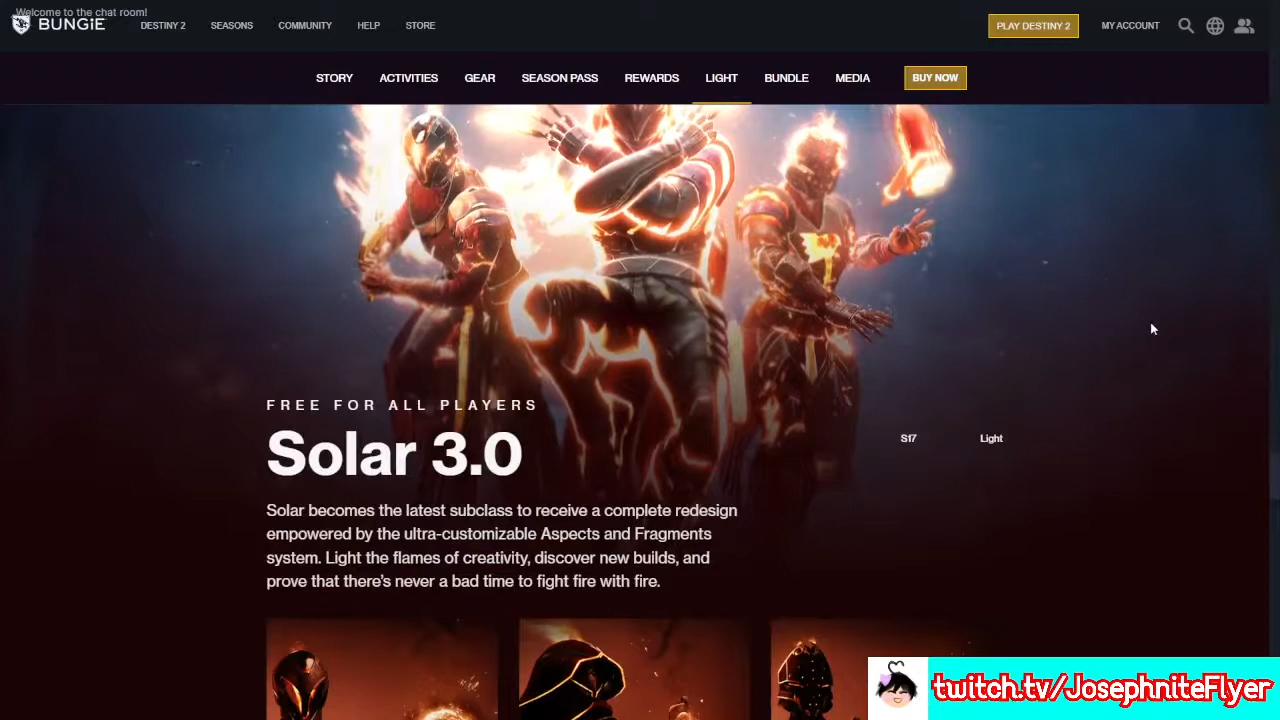 Welcome to the chat room!
BUNGiE
DESTINY 2 SEASONS COMMUNITY HELP STORE
PLAY DESTINY 2 MY ACCOUNT
STORY ACTIVITIES GEAR SEASON PASS REWARDS LIGHT BUNDLE MEDIA BUY NOW
FREE FOR ALL PLAYERS
Solar 3.0
S17 Light
Solar becomes the latest subclass to receive a complete redesign
empowered by the ultra-customizable Aspects and Fragments
system. Light the flames of creativity, discover new builds, and
prove that there's never a bad time to fight fire with fire.
twitch.tv/JosephniteFlyer